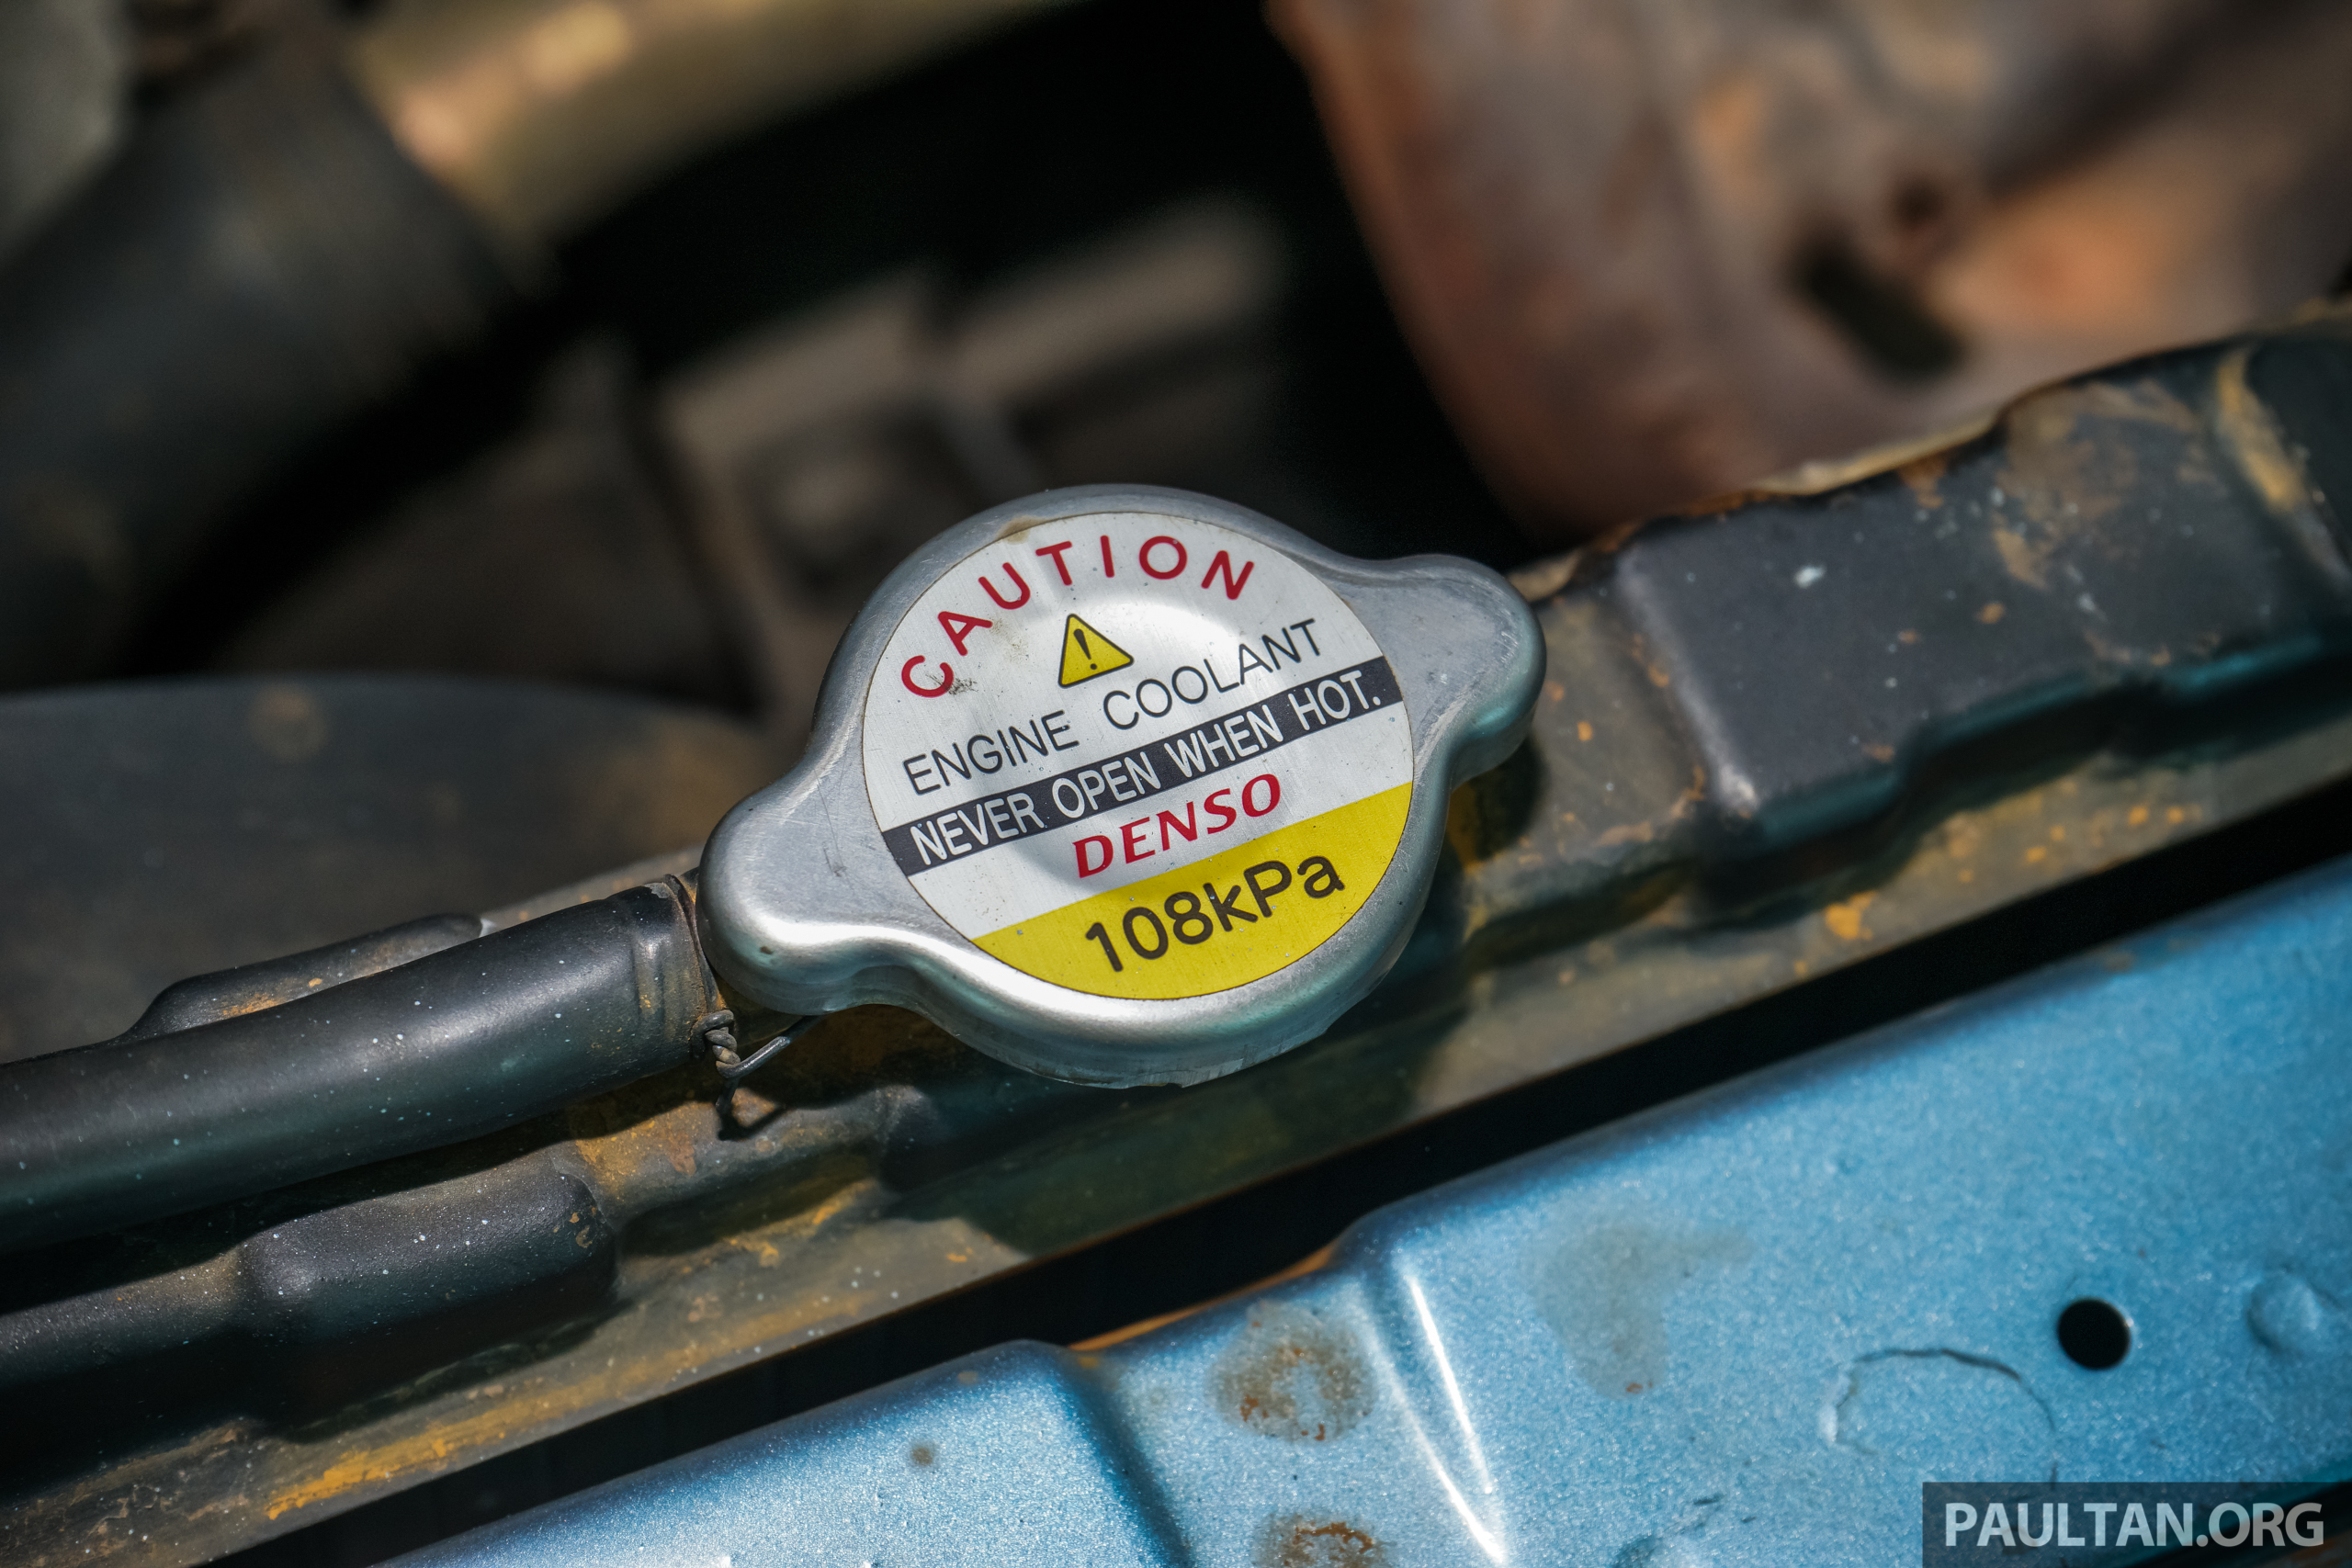 CAUTION
ENGINE COOLANT
NEVER OPEN WHEN HOT.
DENSO
108kPa
PAULTAN.ORG